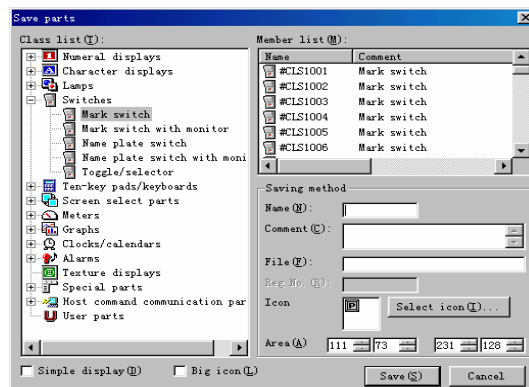 Save parts
Class list(T):
Numeral displays
Character displays
Lamps
Switches
Mark switch
Mark switch with monitor
Name plate switch
Name plate switch with moni
Toggle/selector
Ten-key pads/keyboards
Screen select parts
Meters
Graphs
Clocks/calendars
Alarms
Texture displays
Special parts
Host command communication par
User parts
Simple display(D)
Big icon(L)
Member list(M):
Name Comment
#CLS1001 Mark switch
#CLS1002 Mark switch
#CLS1003 Mark switch
#CLS1004 Mark switch
#CLS1005 Mark switch
#CLS1006 Mark switch
Saving method
Name(N):
Comment(C):
File(F):
Reg No.(R):
Icon P Select icon(I)...
Area(A) 111 73 231 128
Save(S) Cancel